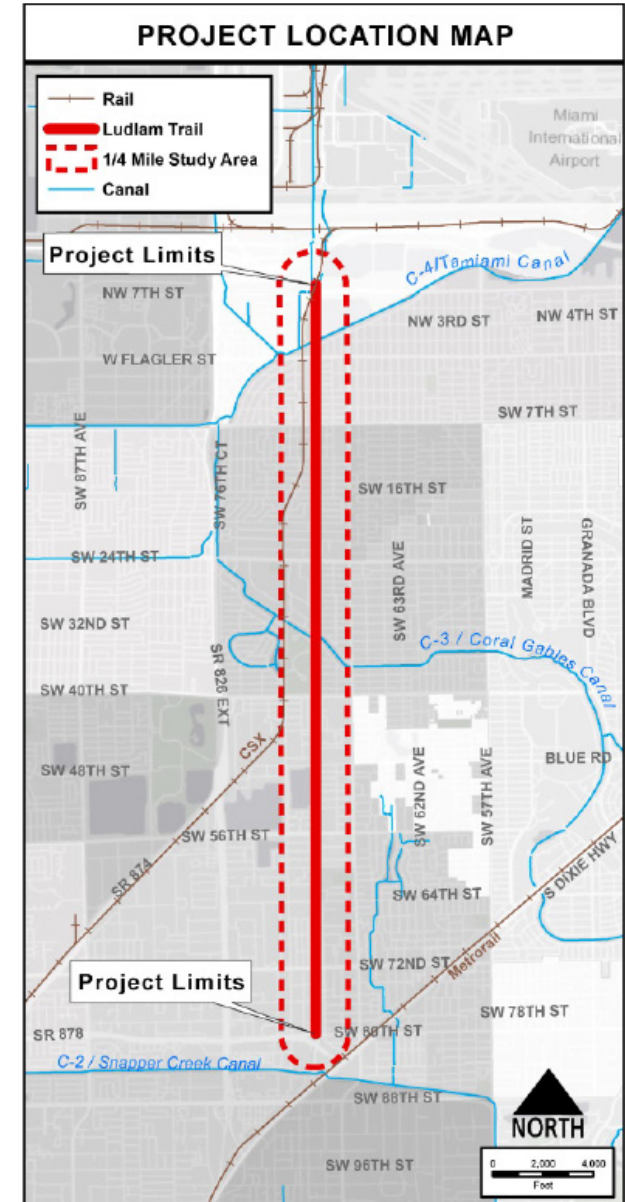 PROJECT LOCATION MAP
Rail
Ludlam Trail
1/4 Mile Study Area
Canal
Miami
International
Airport
Project Limits
C-4/Tamiami Canal
NW 7TH ST
NW 3RD ST
NW 4TH ST
W FLAGLER ST
SW 7TH ST
SW 87TH AVE
SW 76TH CT
SW 16TH ST
SW 24TH ST
SW 63RD AVE
MADRID ST
GRANADA BLVD
SW 32ND ST
C-3 / Coral Gables Canal
SR 826 EXT
SW 40TH ST
CSX
SW 48TH ST
SW 62ND AVE
SW 57TH AVE
BLUE RD
SW 56TH ST
SR 874
SW 64TH ST
S DIXIE HWY
SW 72ND ST
Metrorail
Project Limits
SW 78TH ST
SR 878
SW 80TH ST
C-2 / Snapper Creek Canal
SW 88TH ST
NORTH
SW 96TH ST
0 2,000 4,000
Feet